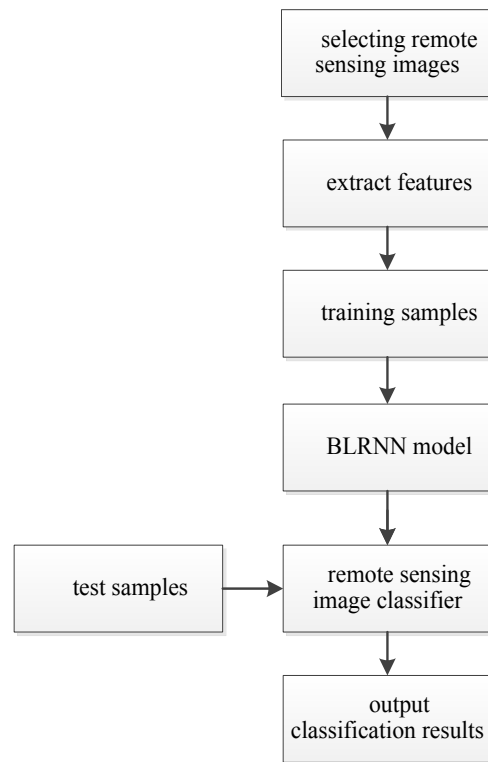 selecting remote
sensing images
extract features
training samples
BLRNN model
test samples
remote sensing
image classifier
output
classification results